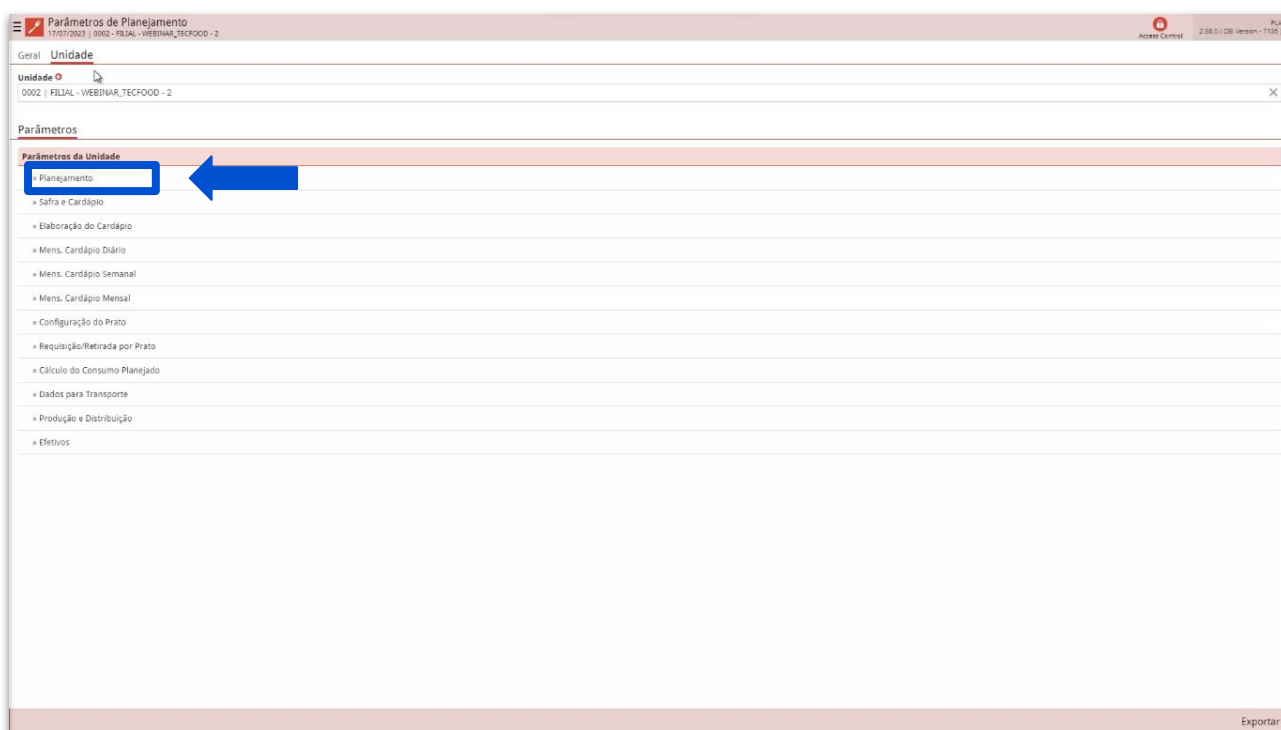 Parâmetros de Planejamento
17/07/2023 | 0002 - FILIAL - WEBINAR_TECFOOD - 2
Access Control
PLA
2.88.0 ( DB Version - 7135
Geral Unidade
Unidade
0002 | FILIAL - WEBINAR_TECFOOD - 2
Parâmetros
Parâmetros da Unidade
» Planejamento
» Safra e Cardápio
» Elaboração do Cardápio
» Mens. Cardápio Diário
» Mens. Cardápio Semanal
» Mens. Cardápio Mensal
» Configuração do Prato
» Requisição/Retirada por Prato
» Cálculo do Consumo Planejado
» Dados para Transporte
» Produção e Distribuição
» Efetivos
Exportar